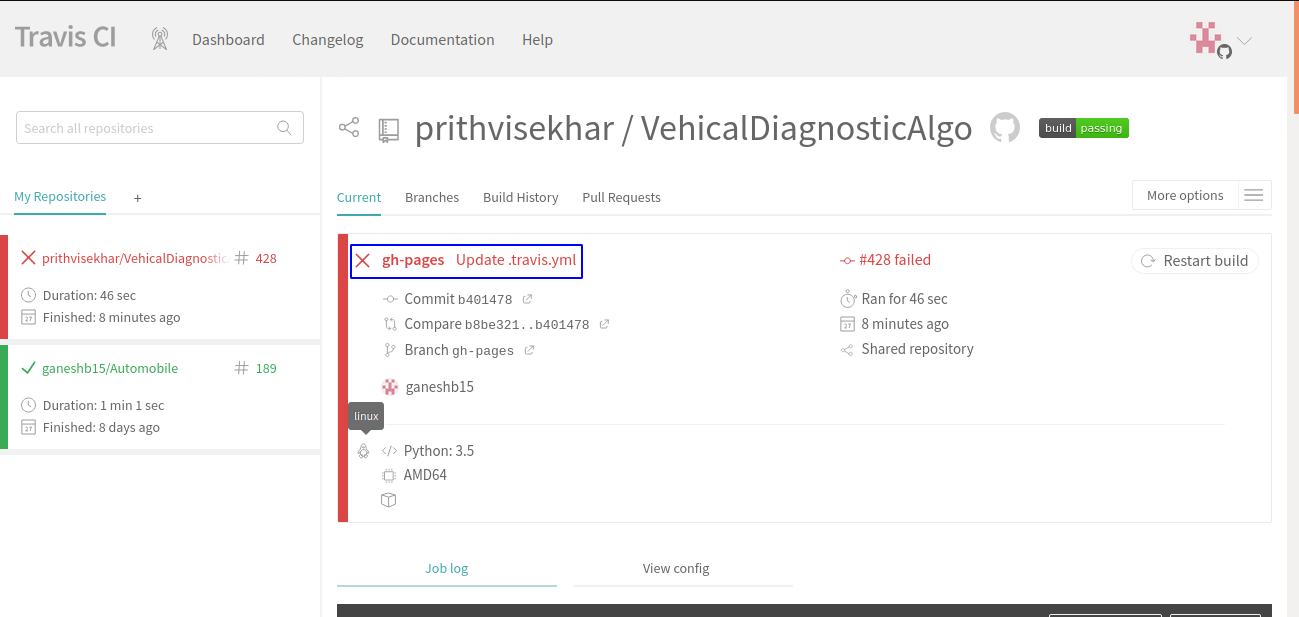 Travis CI
Dashboard Changelog Documentation Help
Search all repositories
My Repositories +
prithvisekhar/VehicalDiagnostic # 428
Duration: 46 sec
Finished: 8 minutes ago
ganeshb15/Automobile # 189
Duration: 1 min 1 sec
Finished: 8 days ago
prithvisekhar / VehicalDiagnosticAlgo build passing
Current Branches Build History Pull Requests More options
gh-pages Update .travis.yml
Commit b401478
Compare b8be321..b401478
Branch gh-pages
ganeshb15
#428 failed
Ran for 46 sec
8 minutes ago
Shared repository
Restart build
linux
Python: 3.5
AMD64
Job log View config